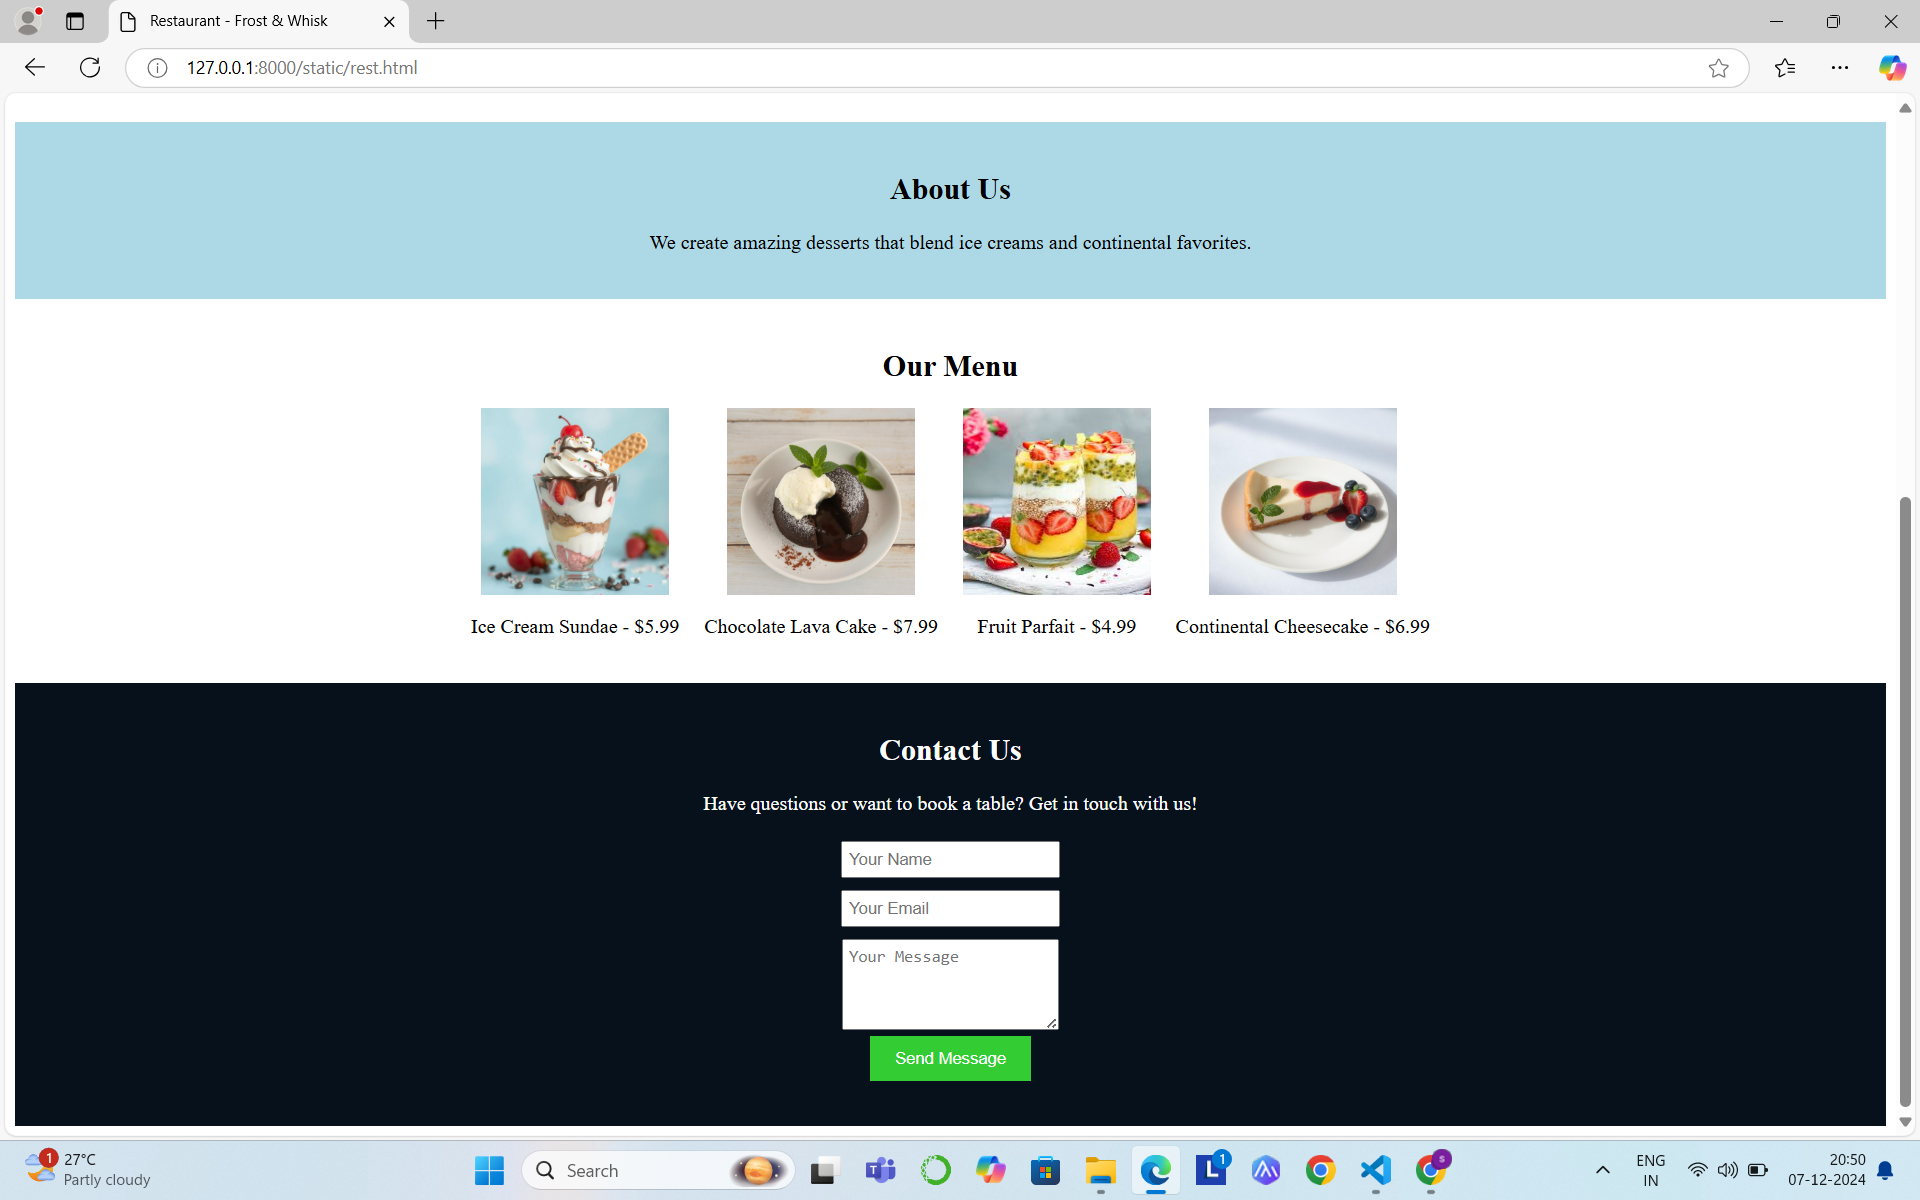 Restaurant - Frost & Whisk
127.0.0.1:8000/static/rest.html
About Us
We create amazing desserts that blend ice creams and continental favorites.
Our Menu
Ice Cream Sundae - $5.99
Chocolate Lava Cake - $7.99
Fruit Parfait - $4.99
Continental Cheesecake - $6.99
Contact Us
Have questions or want to book a table? Get in touch with us!
Your Name
Your Email
Your Message
Send Message
1
27°C
Partly cloudy
Search
T
L
1
S
ENG
IN
20:50
07-12-2024